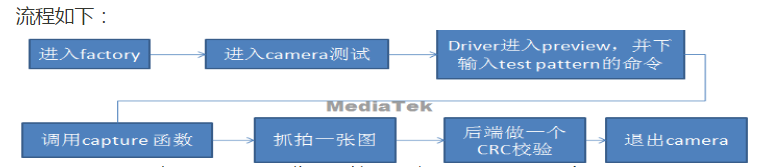 流程如下：
进入factory
进入camera测试
Driver进入preview，并下
输入test pattern的命令
MediaTek
调用capture 函数
抓拍一张图
后端做一个
CRC校验
退出camera